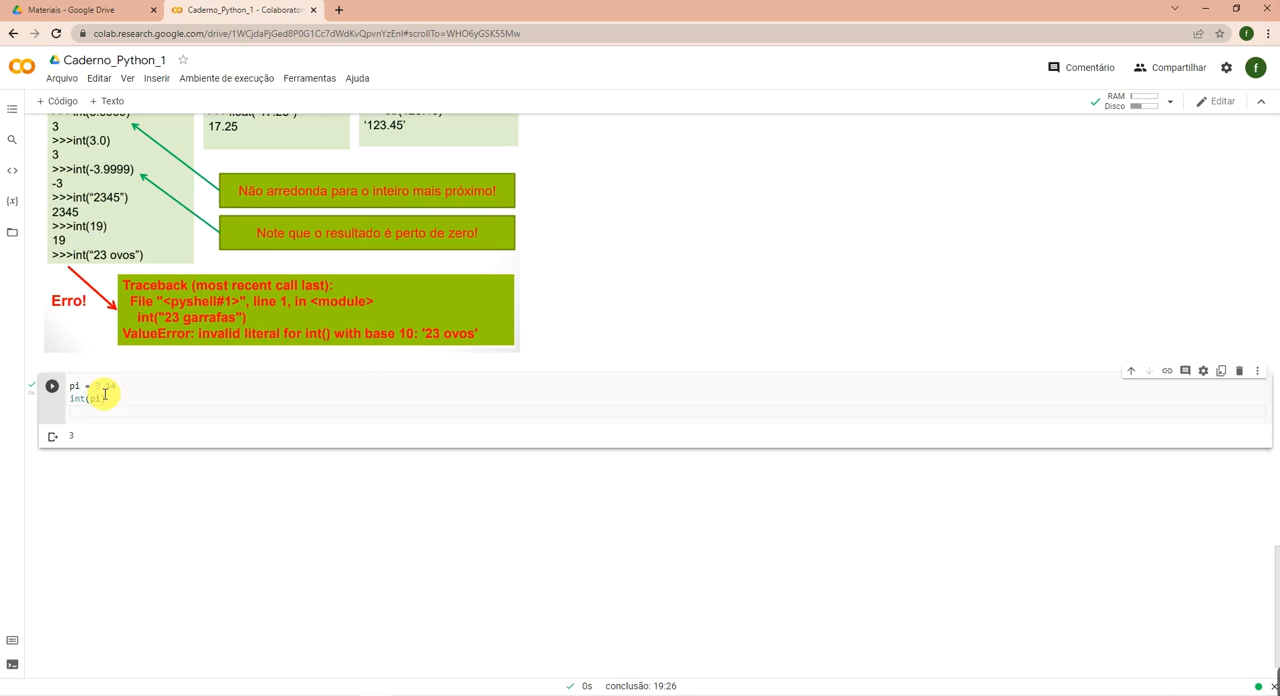 Materiais - Google Drive
Caderno_Python_1 - Colaborator
colab.research.google.com/drive/1WCjdaPjGed8P0G1Cc7dWdKvQpvnYzEnI#scrollTo=WHO6yGSK55Mw
f
Caderno_Python_1
Arquivo Editar Ver Inserir Ambiente de execução Ferramentas Ajuda
Comentário Compartilhar f
+ Código + Texto
RAM
Disco
Editar
3
>>>int(3.0)
3
>>>int(-3.9999)
-3
>>>int("2345")
2345
>>>int(19)
19
>>>int("23 ovos")
17.25
'123.45'
Não arredonda para o inteiro mais próximo!
Note que o resultado é perto de zero!
Erro!
Traceback (most recent call last):
File "<pyshell#1>", line 1, in <module>
int("23 garrafas")
ValueError: invalid literal for int() with base 10: '23 ovos'
pi = 3.14
int(pi)
3
0s conclusão: 19:26